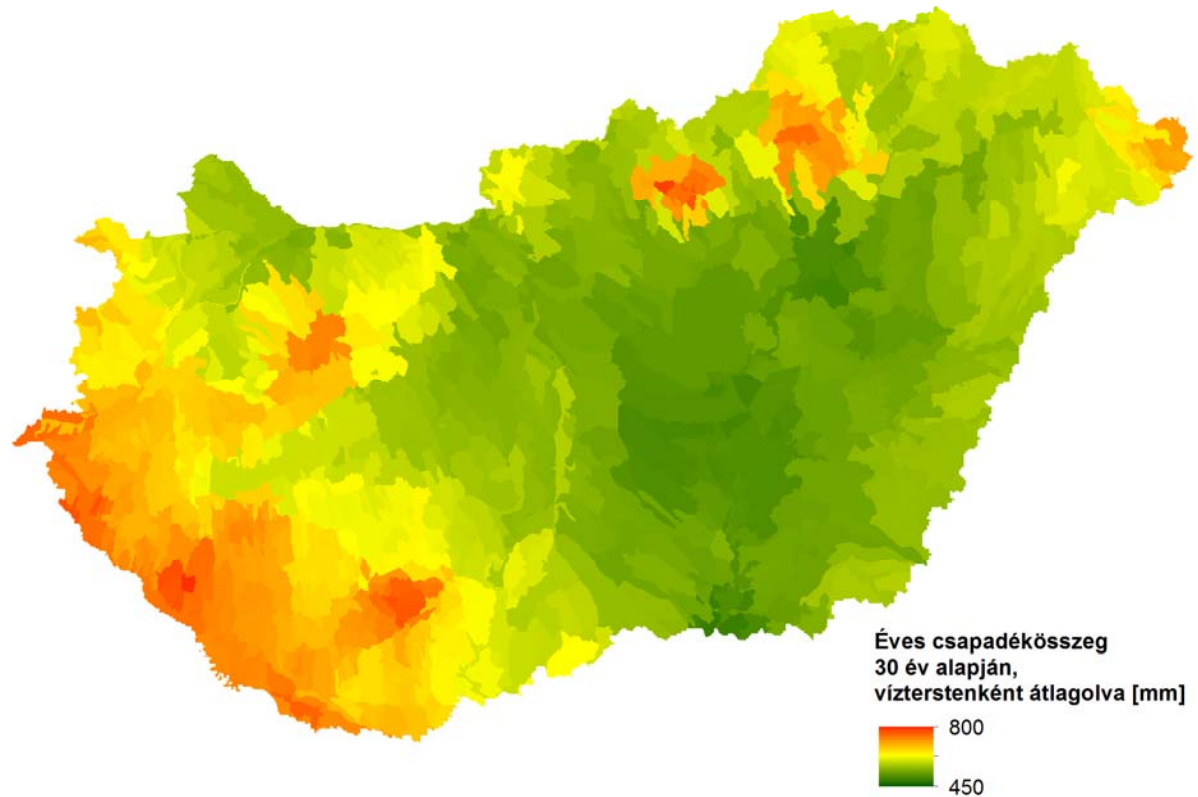 Éves csapadékösszeg
30 év alapján,
vízterstenként átlagolva [mm]
800
450